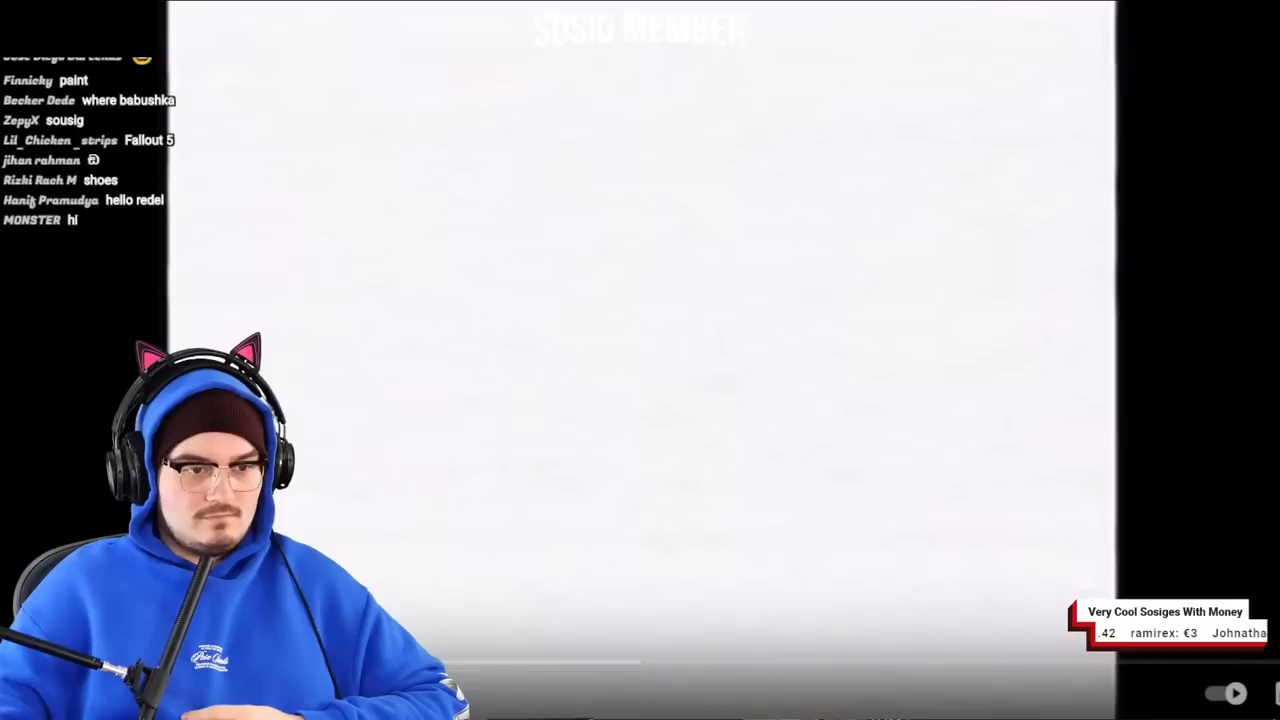 SOSIG MEMBER
Finnicky paint
Becker Dede where babushka
ZepyX sousig
Lil_Chicken_strips Fallout 5
jihan rahman
Rizki Rach M shoes
Hanif Pramudya hello redel
MONSTER hi
Very Cool Sosiges With Money
.42 ramirex: €3 Johnatha